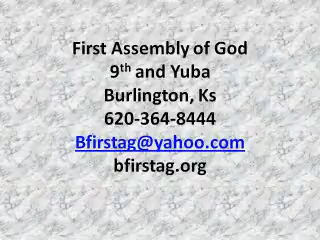 First Assembly of God
9th and Yuba
Burlington, Ks
620-364-8444
Bfirstag@yahoo.com
bfirstag.org